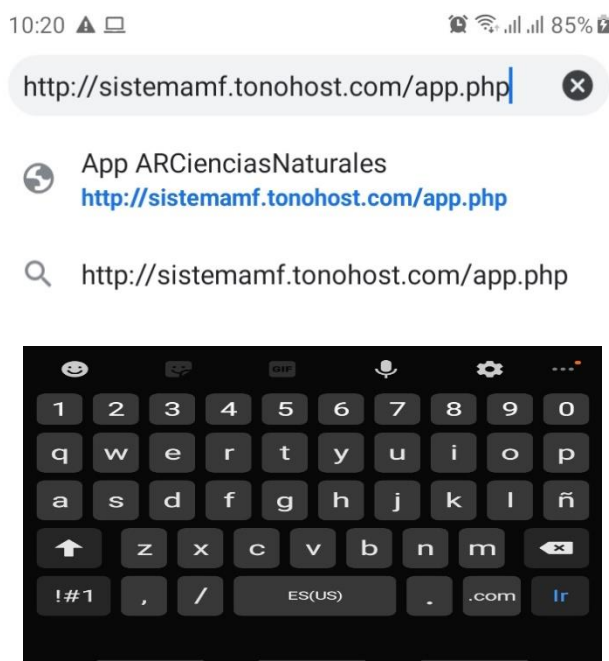 10:20
85%
http://sistemamf.tonohost.com/app.php
App ARCienciasNaturales
http://sistemamf.tonohost.com/app.php
http://sistemamf.tonohost.com/app.php
GIF
1 2 3 4 5 6 7 8 9 0
q w e r t y u i o p
a s d f g h j k l ñ
z x c v b n m
!#1 , / ES(US) . .com Ir